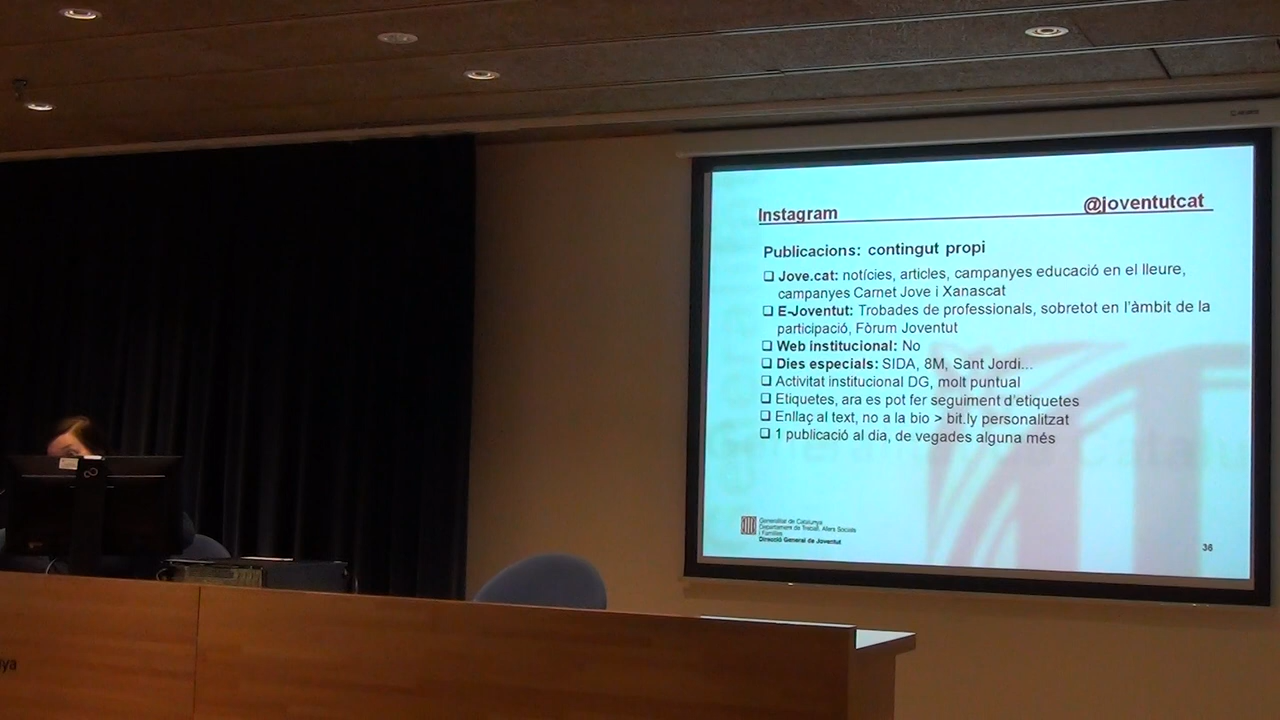 Instagram @joventutcat
Publicacions: contingut propi
❑ Jove.cat: notícies, articles, campanyes educació en el lleure,
campanyes Carnet Jove i Xanascat
❑ E-Joventut: Trobades de professionals, sobretot en l'àmbit de la
participació, Fòrum Joventut
❑ Web institucional: No
❑ Dies especials: SIDA, 8M, Sant Jordi...
❑ Activitat institucional DG, molt puntual
❑ Etiquetes, ara es pot fer seguiment d'etiquetes
❑ Enllaç al text, no a la bio > bit.ly personalitzat
❑ 1 publicació al dia, de vegades alguna més
Generalitat de Catalunya
Departament de Treball, Afers Socials
i Famílies
Direcció General de Joventut
36
nya